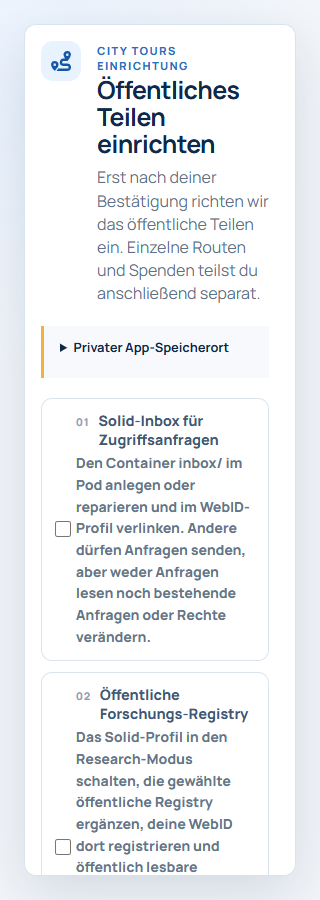 CITY TOURS
EINRICHTUNG
Öffentliches
Teilen
einrichten
Erst nach deiner
Bestätigung richten wir
das öffentliche Teilen
ein. Einzelne Routen
und Spenden teilst du
anschließend separat.
Privater App-Speicherort
01 Solid-Inbox für
Zugriffsanfragen
Den Container inbox/ im
Pod anlegen oder
reparieren und im WebID-
Profil verlinken. Andere
dürfen Anfragen senden,
aber weder Anfragen
lesen noch bestehende
Anfragen oder Rechte
verändern.
02 Öffentliche
Forschungs-Registry
Das Solid-Profil in den
Research-Modus
schalten, die gewählte
öffentliche Registry
ergänzen, deine WebID
dort registrieren und
öffentlich lesbare